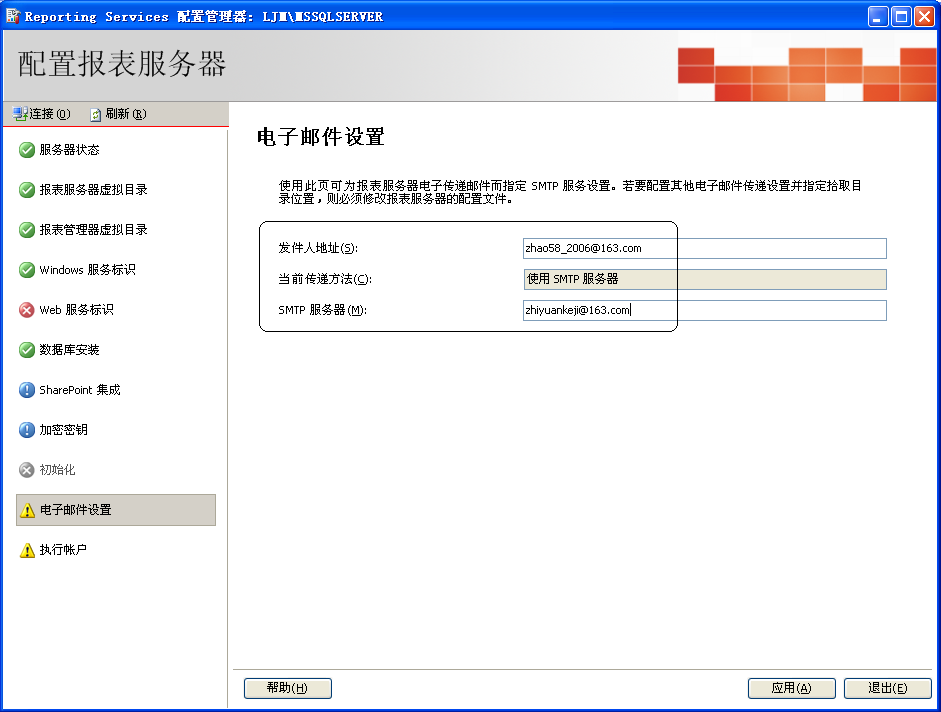 Reporting Services 配置管理器: LJM\MSSQLSERVER
配置报表服务器
连接(O) 刷新(R)
服务器状态
报表服务器虚拟目录
报表管理器虚拟目录
Windows 服务标识
Web 服务标识
数据库安装
SharePoint 集成
加密密钥
初始化
电子邮件设置
执行帐户
电子邮件设置
使用此页可为报表服务器电子传递邮件而指定 SMTP 服务设置。若要配置其他电子邮件传递设置并指定拾取目
录位置，则必须修改报表服务器的配置文件。
发件人地址(S): zhao58_2006@163.com
当前传递方法(C): 使用 SMTP 服务器
SMTP 服务器(M): zhiyuankeji@163.com
帮助(H) 应用(A) 退出(E)